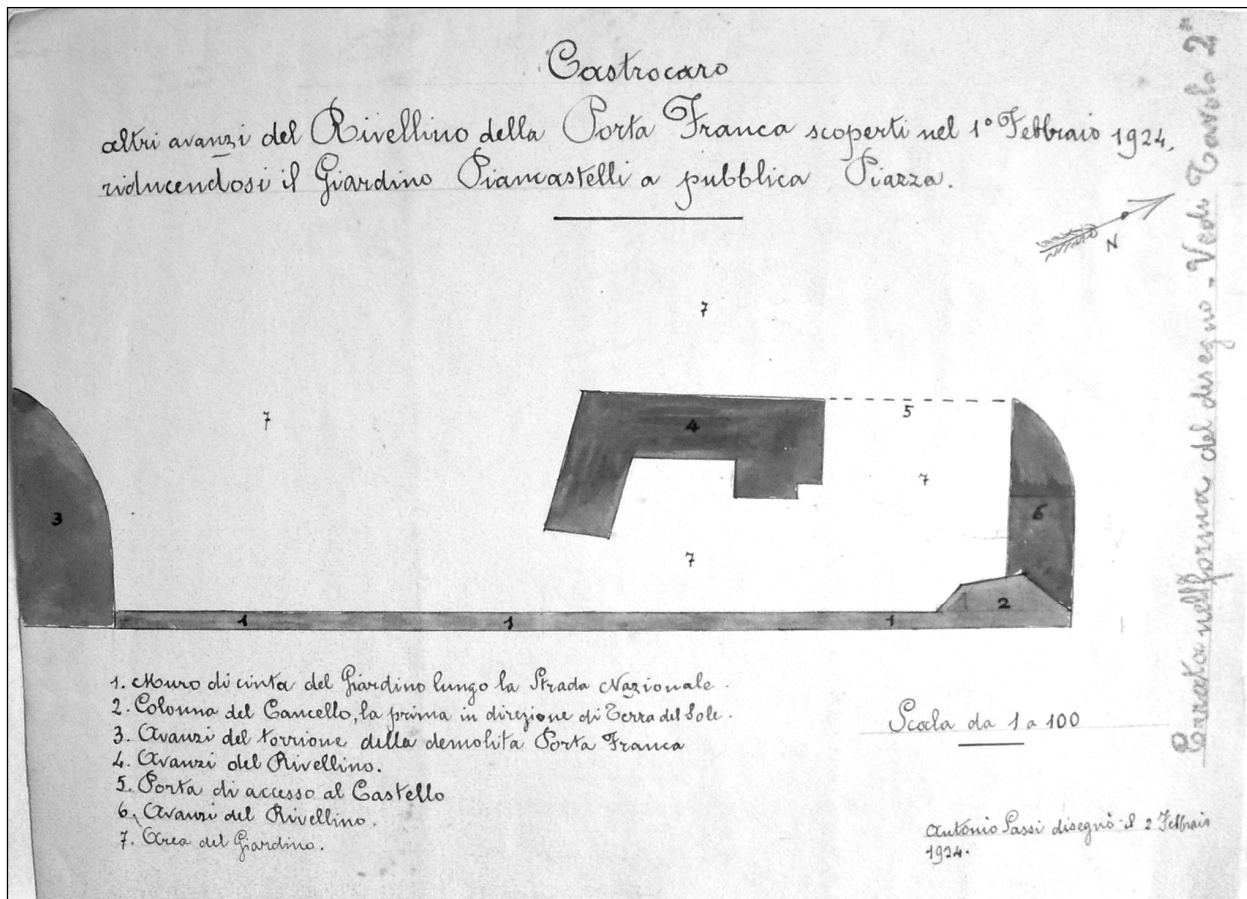 Castrocaro
altri avanzi del Rivellino della Porta Franca scoperti nel 1º Febbraio 1924,
riducendosi il Giardino Piancastelli a pubblica Piazza.
N
7
7
5
4
7
3
6
7
2
1
1
1
1. Muro di cinta del Giardino lungo la Strada Nazionale.
2. Colonna del Cancello, la prima in direzione di Terra del Sole.
3. Avanzi del torrione della demolita Porta Franca
4. Avanzi del Rivellino.
5. Porta di accesso al Castello
6. Avanzi del Rivellino.
7. Area del Giardino.
Scala da 1 a 100
Antonio Passi disegnò il 2 Febbraio
1924.
Errata nella forma del disegno - Vedi Tavola 2ª